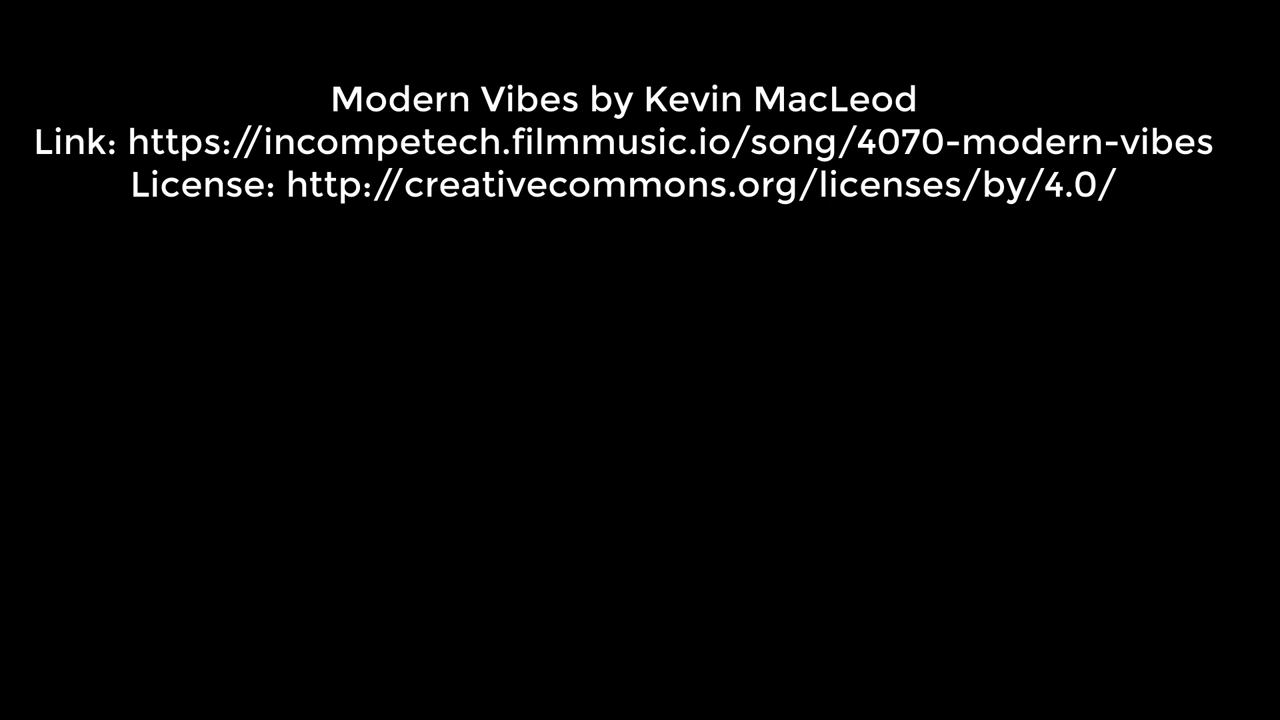 Modern Vibes by Kevin MacLeod
Link: https://incompetech.filmmusic.io/song/4070-modern-vibes
License: http://creativecommons.org/licenses/by/4.0/